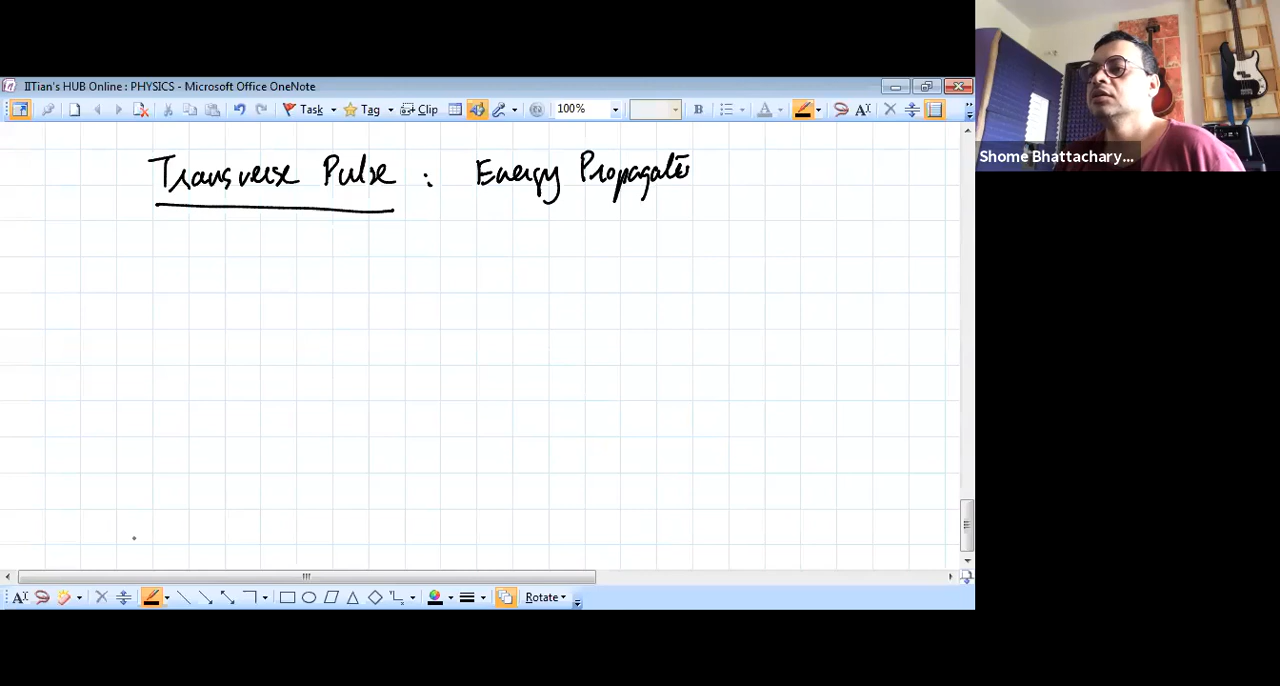 IITian's HUB Online : PHYSICS - Microsoft Office OneNote
Task Tag Clip 100% B A A
Transverse Pulse : Energy Propagates
Shome Bhattachary...
A Rotate